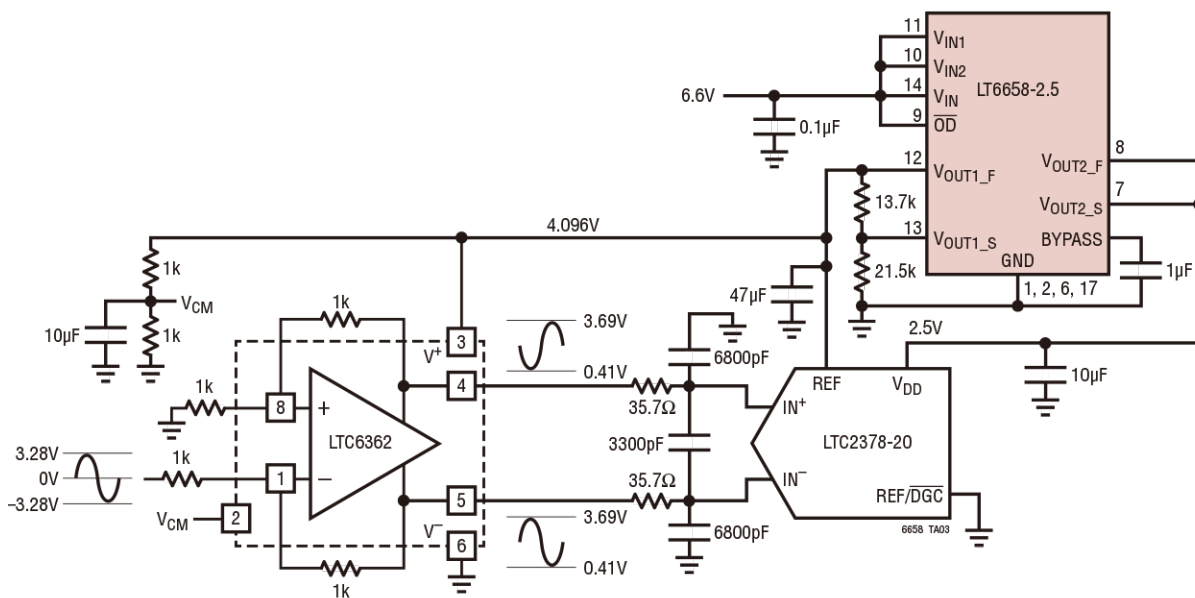 11
V_IN1
10
V_IN2
6.6V
14
V_IN
LT6658-2.5
9
OD
0.1µF
12
V_OUT1_F
V_OUT2_F
8
13.7k
V_OUT2_S
7
4.096V
13
V_OUT1_S
BYPASS
GND
1k
21.5k
1µF
1, 2, 6, 17
V_CM
47µF
10µF
1k
1k
3.69V
2.5V
3
V+
6800pF
4
0.41V
REF
V_DD
10µF
1k
8
+
35.7Ω
IN+
LTC6362
3300pF
LTC2378-20
3.28V
0V
–3.28V
1k
1
–
35.7Ω
IN–
5
REF/DGC
V_CM
2
V–
3.69V
6800pF
6658 TA03
6
0.41V
1k